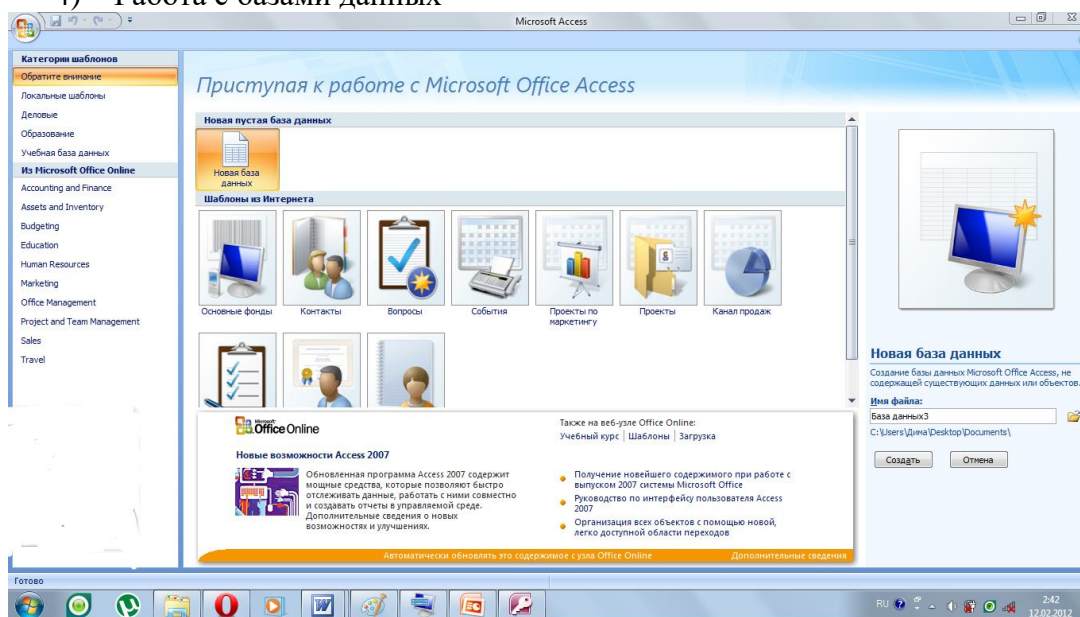 4) Работа с базами данных
Microsoft Access
Категории шаблонов
Обратите внимание
Локальные шаблоны
Деловые
Образование
Учебная база данных
Из Microsoft Office Online
Accounting and Finance
Assets and Inventory
Budgeting
Education
Human Resources
Marketing
Office Management
Project and Team Management
Sales
Travel
Приступая к работе с Microsoft Office Access
Новая пустая база данных
Новая база
данных
Шаблоны из Интернета
Основные фонды
Контакты
Вопросы
События
Проекты по
маркетингу
Проекты
Канал продаж
Microsoft
Office Online
Новые возможности Access 2007
Обновленная программа Access 2007 содержит
мощные средства, которые позволяют быстро
отслеживать данные, работать с ними совместно
и создавать отчеты в управляемой среде.
Дополнительные сведения о новых
возможностях и улучшениях.
Также на веб-узле Office Online:
Учебный курс | Шаблоны | Загрузка
Получение новейшего содержимого при работе с
выпуском 2007 системы Microsoft Office
Руководство по интерфейсу пользователя Access
2007
Организация всех объектов с помощью новой,
легко доступной области переходов
Автоматически обновлять это содержимое с узла Office Online
Дополнительные сведения
Новая база данных
Создание базы данных Microsoft Office Access, не
содержащей существующих данных или объектов.
Имя файла:
База данных3
C:\Users\Дина\Desktop\Documents\
Создать
Отмена
Готово
RU
2:42
12.02.2012